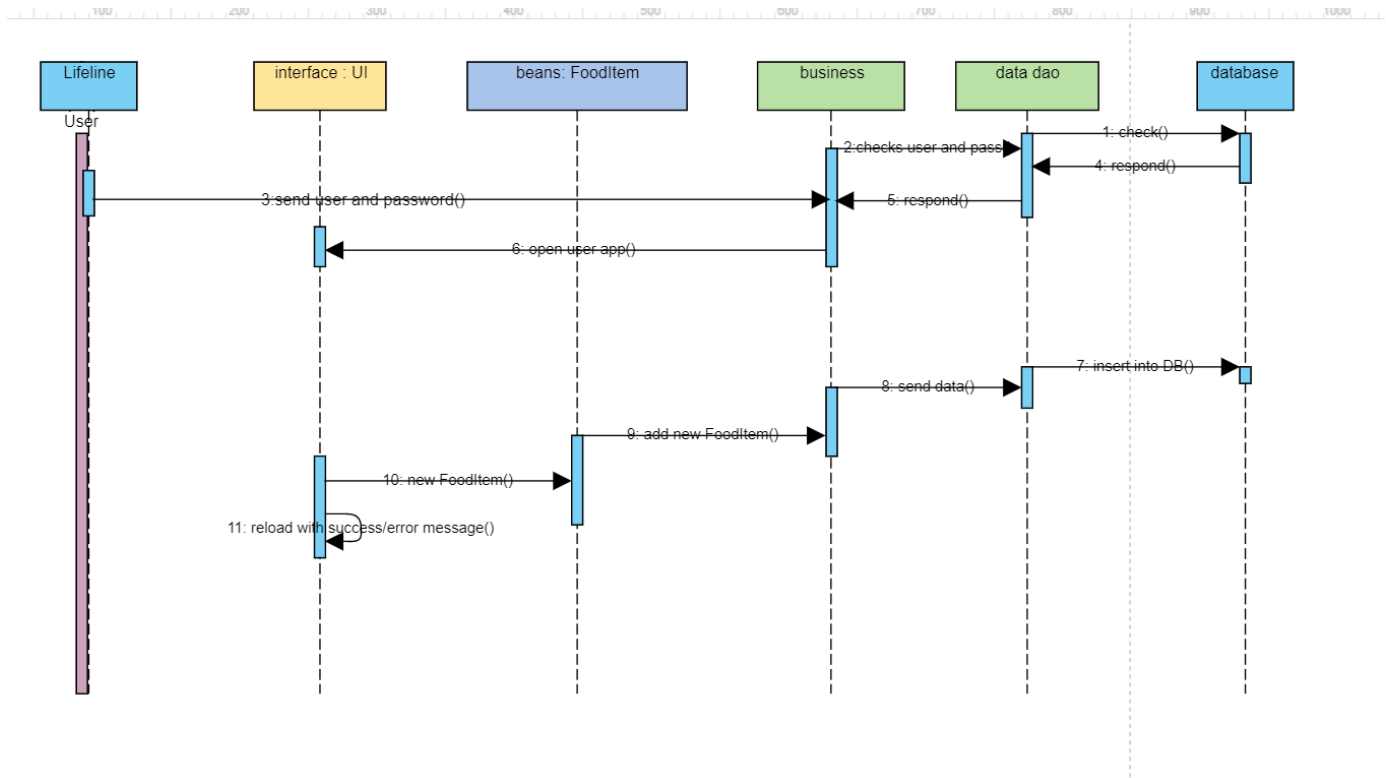 100 200 300 400 500 600 700 800 900 1000
Lifeline
interface : UI
beans: FoodItem
business
data dao
database
User
1: check()
2:checks user and pass
4: respond()
3:send user and password()
5: respond()
6: open user app()
7: insert into DB()
8: send data()
9: add new FoodItem()
10: new FoodItem()
11: reload with success/error message()